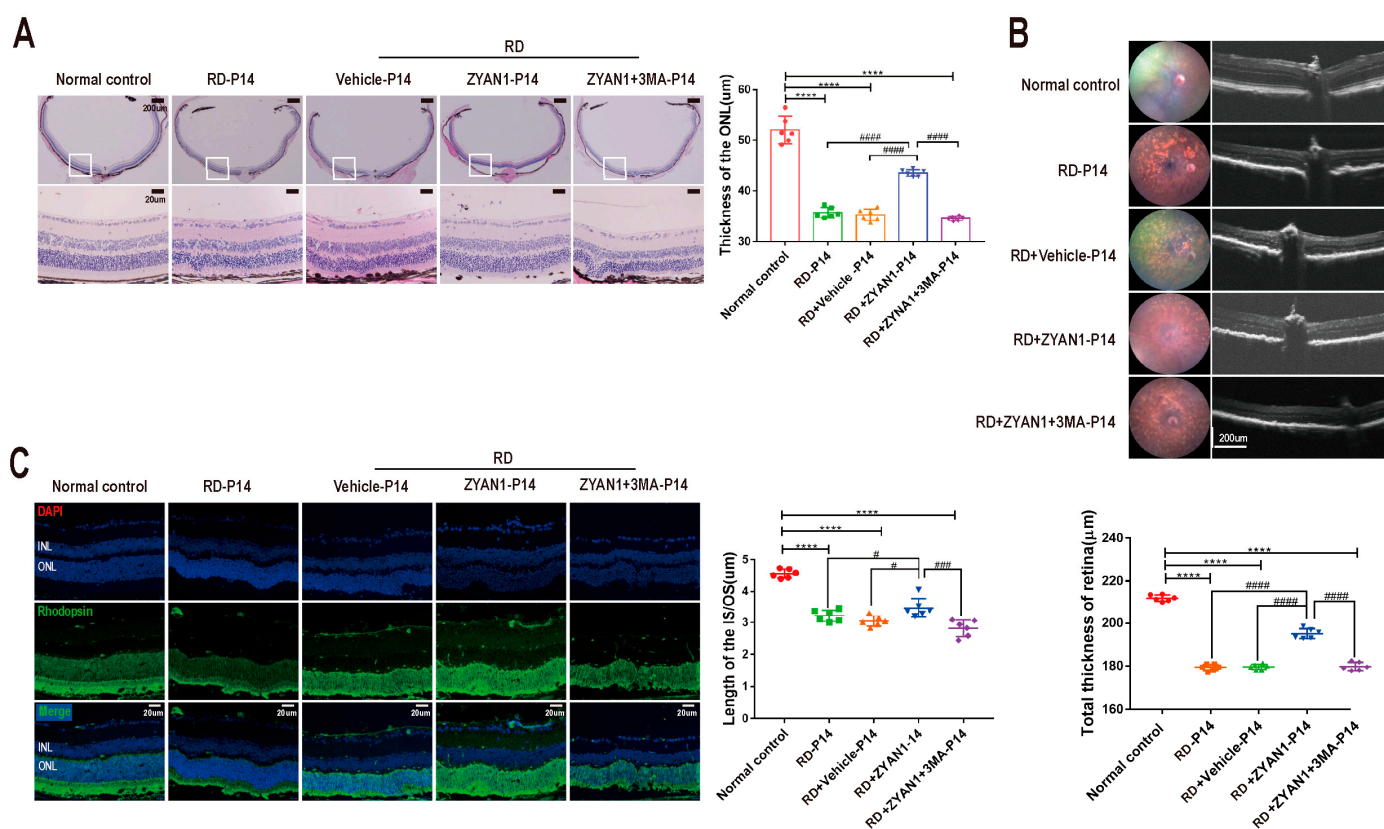 A
RD
Normal control
RD-P14
Vehicle-P14
ZYAN1-P14
ZYAN1+3MA-P14
200um
20um
Thickness of the ONL(um)
60
50
40
30
****
****
****
####
####
####
Normal control
RD-P14
RD+Vehicle -P14
RD+ZYAN1-P14
RD+ZYNA1+3MA-P14
B
Normal control
RD-P14
RD+Vehicle-P14
RD+ZYAN1-P14
RD+ZYAN1+3MA-P14
200um
C
RD
Normal control
RD-P14
Vehicle-P14
ZYAN1-P14
ZYAN1+3MA-P14
DAPI
INL
ONL
Rhodopsin
Merge
20um
20um
20um
20um
20um
INL
ONL
Length of the IS/OS(um)
5
4
3
2
1
0
****
****
****
#
#
###
Normal control
RD-P14
RD+Vehicle-P14
RD+ZYAN1-14
RD+ZYAN1+3MA-P14
Total thickness of retina(μm)
240
220
200
180
160
****
****
****
####
####
####
Normal control
RD-P14
RD+Vehicle-P14
RD+ZYAN1-P14
RD+ZYAN1+3MA-P14